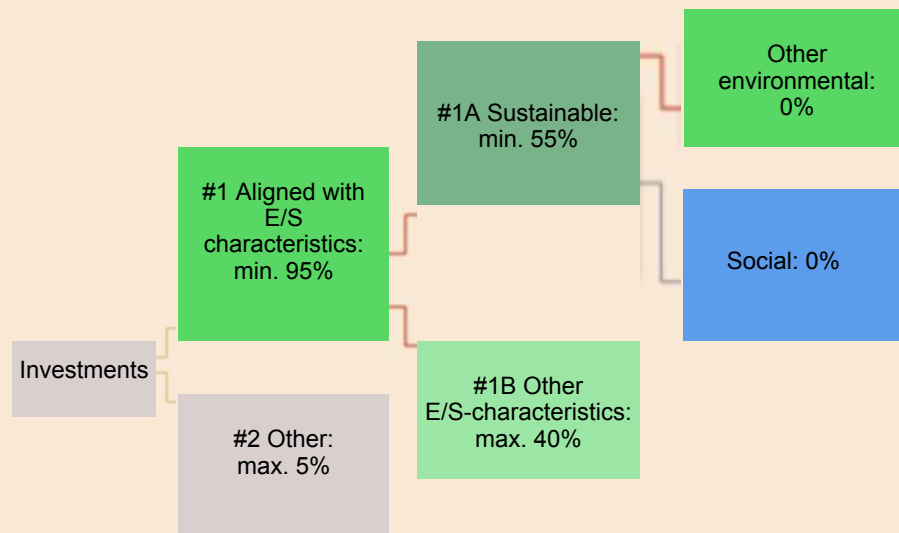 Investments
#1 Aligned with
E/S
characteristics:
min. 95%
#2 Other:
max. 5%
#1A Sustainable:
min. 55%
#1B Other
E/S-characteristics:
max. 40%
Other
environmental:
0%
Social: 0%